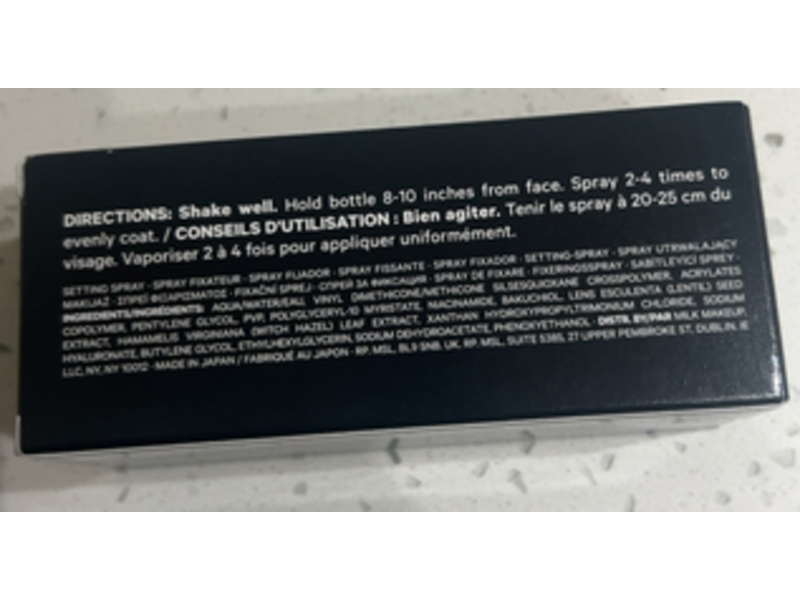 DIRECTIONS: Shake well. Hold bottle 8-10 inches from face. Spray 2-4 times to
evenly coat. / CONSEILS D'UTILISATION : Bien agiter. Tenir le spray à 20-25 cm du
visage. Vaporiser 2 à 4 fois pour appliquer uniformément.
SETTING SPRAY · SPRAY FIXATEUR · SPRAY FIJADOR · SPRAY FISSANTE · SPRAY FIXADOR · SETTING-SPRAY · SPRAY UTRWALAJĄCY
MAKIJAŻ · ΣΠΡΕΪ ΦΙΞΑΡΙΣΜΑΤΟΣ · FIXAČNÍ SPREJ · СПРЕЙ ЗА ФИКСАЦИЯ · SPRAY DE FIXARE · FIXERINGSSPRAY · SABITLEYİCİ SPREY ·
INGREDIENTS/INGRÉDIENTS: AQUA/WATER/EAU, VINYL DIMETHICONE/METHICONE SILSESQUIOXANE CROSSPOLYMER, ACRYLATES
COPOLYMER, PENTYLENE GLYCOL, PVP, POLYGLYCERYL-10 MYRISTATE, NIACINAMIDE, BAKUCHIOL, LENS ESCULENTA (LENTIL) SEED
EXTRACT, HAMAMELIS VIRGINIANA (WITCH HAZEL) LEAF EXTRACT, XANTHAN HYDROXYPROPYLTRIMONIUM CHLORIDE, SODIUM
HYALURONATE, BUTYLENE GLYCOL, ETHYLHEXYLGLYCERIN, SODIUM DEHYDROACETATE, PHENOXYETHANOL · DISTR. BY/PAR MILK MAKEUP,
LLC, NY, NY 10012 · MADE IN JAPAN / FABRIQUÉ AU JAPON · RP. MSL, BL9 5NB, UK. RP. MSL, SUITE 5385, 27 UPPER PEMBROKE ST, DUBLIN, IE